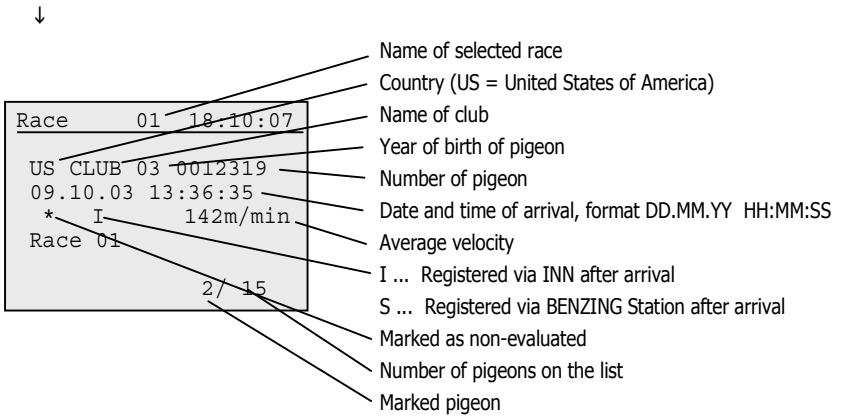 ↓
Name of selected race
Country (US = United States of America)
Name of club
Year of birth of pigeon
Number of pigeon
Date and time of arrival, format DD.MM.YY HH:MM:SS
Average velocity
I ... Registered via INN after arrival
S ... Registered via BENZING Station after arrival
Marked as non-evaluated
Number of pigeons on the list
Marked pigeon
Race 01 18:10:07
US CLUB 03 0012319
09.10.03 13:36:35
* I 142m/min
Race 01
2/ 15